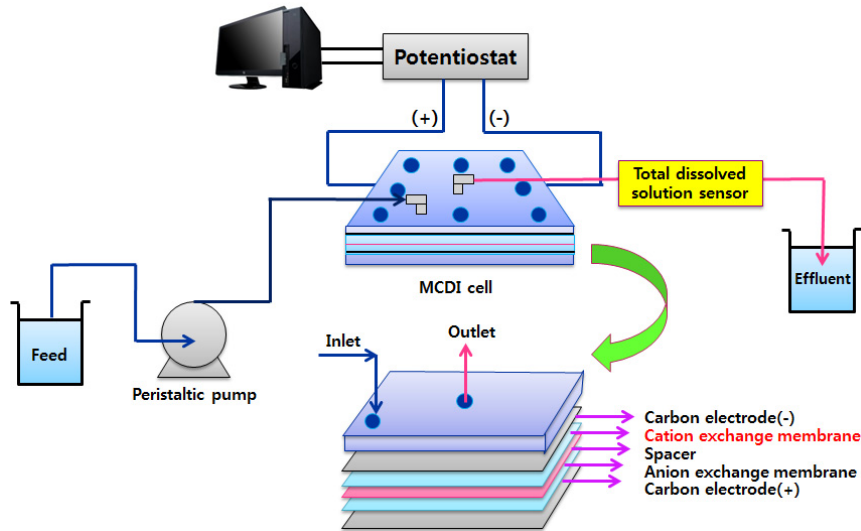 Potentiostat
(+)
(-)
Total dissolved
solution sensor
MCDI cell
Effluent
Feed
Peristaltic pump
Inlet
Outlet
Carbon electrode(-)
Cation exchange membrane
Spacer
Anion exchange membrane
Carbon electrode(+)